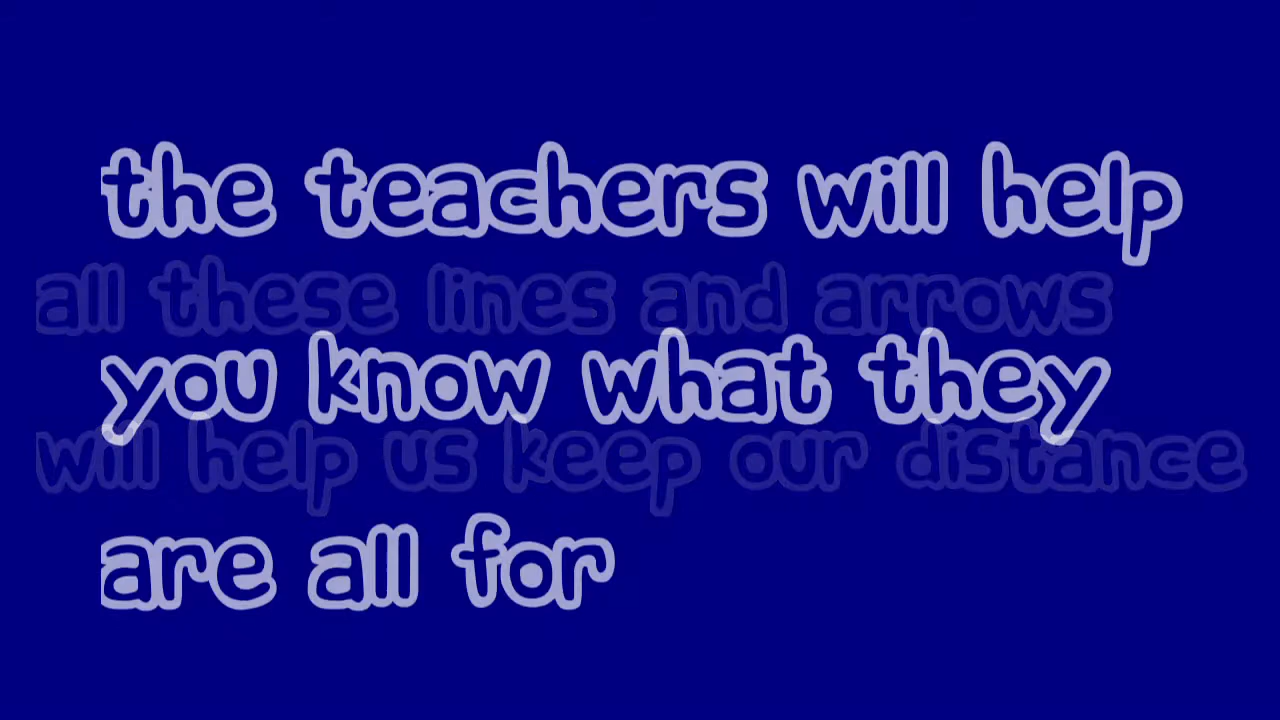 the teachers will help
all these lines and arrows
you know what they
will help us keep our distance
are all for